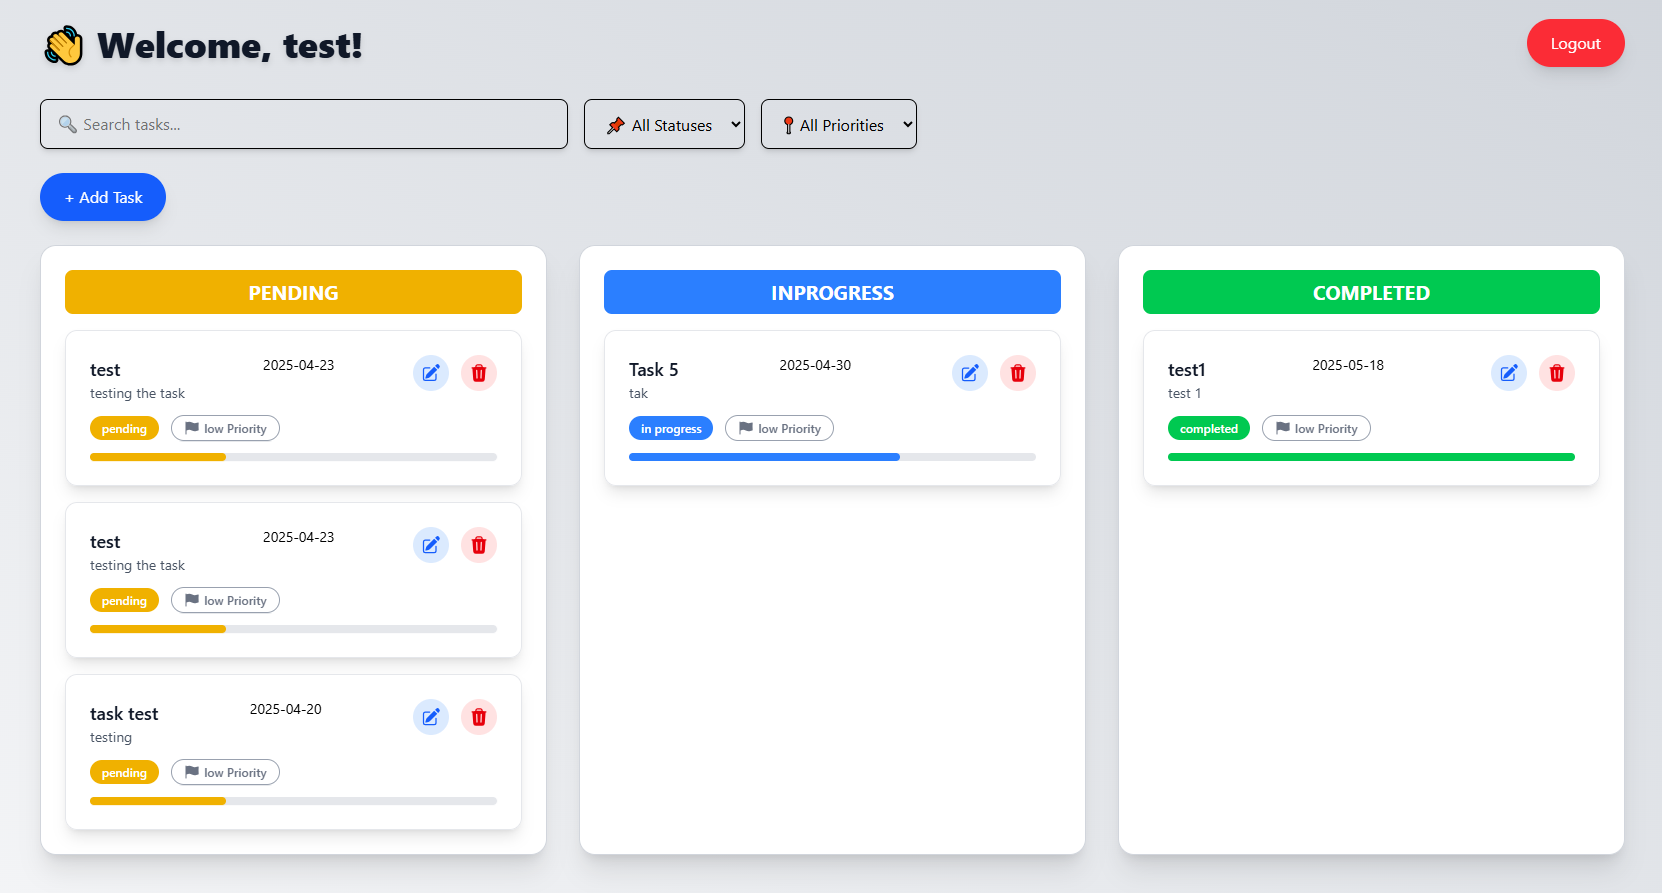 👋 Welcome, test!
Logout
🔍 Search tasks...
📌 All Statuses
📍 All Priorities
+ Add Task
PENDING
test
2025-04-23
testing the task
pending
low Priority
test
2025-04-23
testing the task
pending
low Priority
task test
2025-04-20
testing
pending
low Priority
INPROGRESS
Task 5
2025-04-30
tak
in progress
low Priority
COMPLETED
test1
2025-05-18
test 1
completed
low Priority